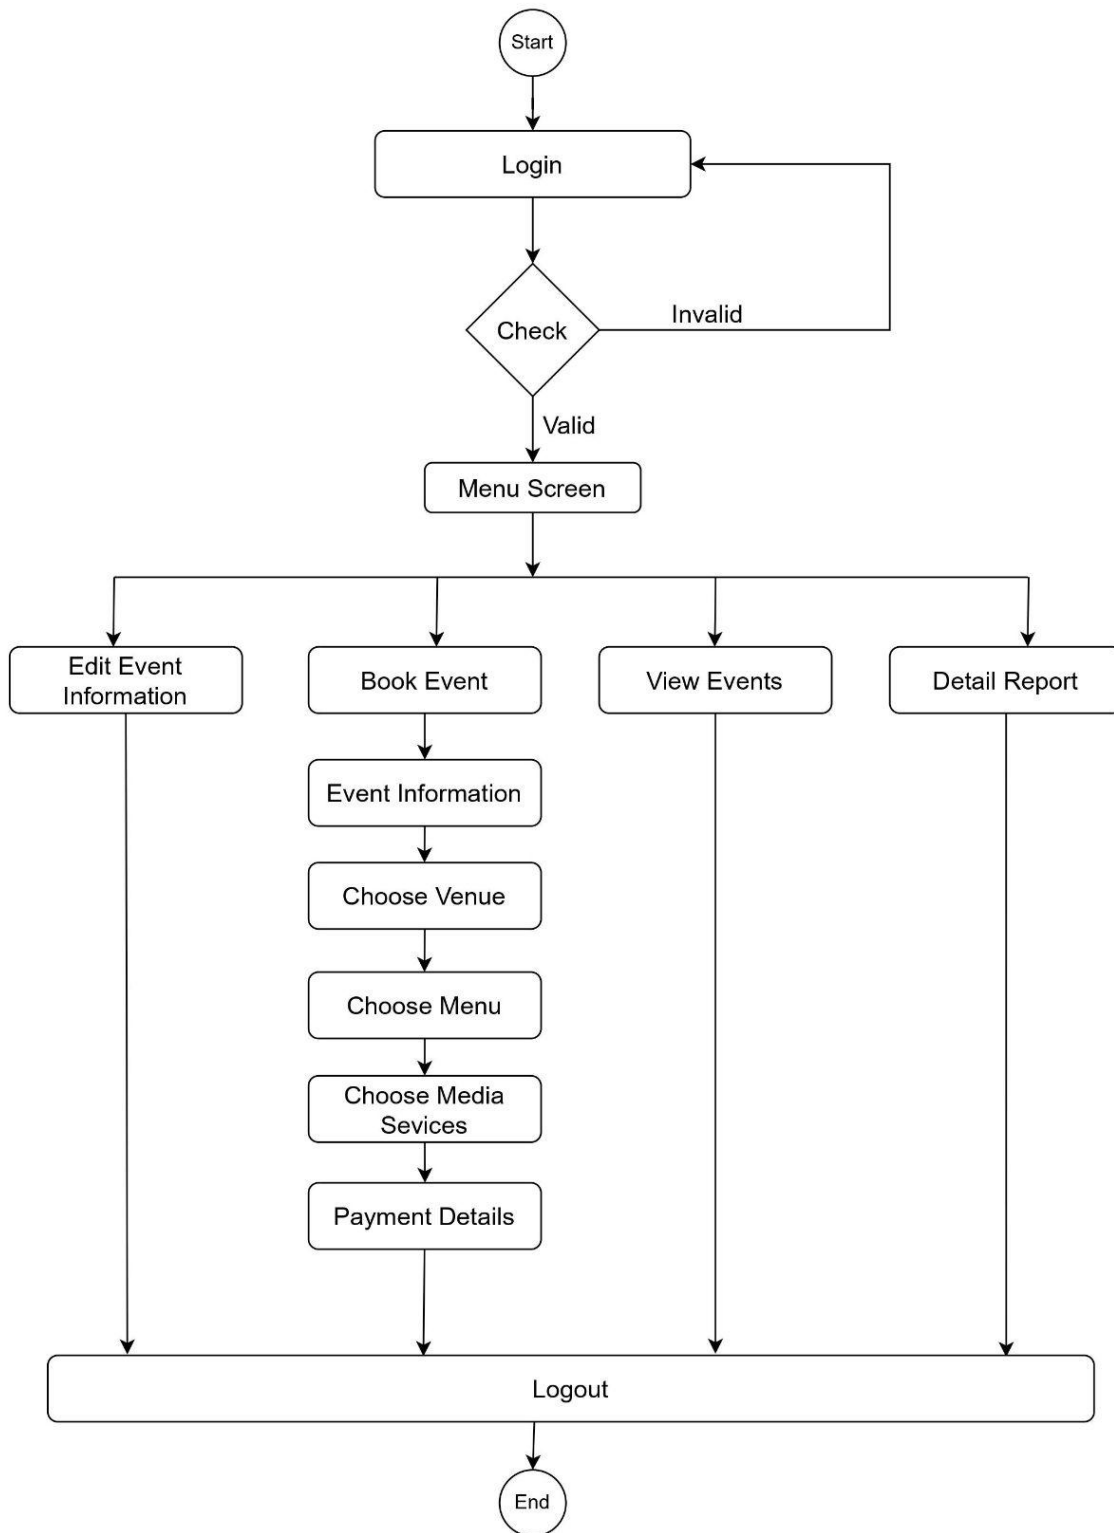 Start
Login
Check
Invalid
Valid
Menu Screen
Edit Event
Information
Book Event
View Events
Detail Report
Event Information
Choose Venue
Choose Menu
Choose Media
Sevices
Payment Details
Logout
End